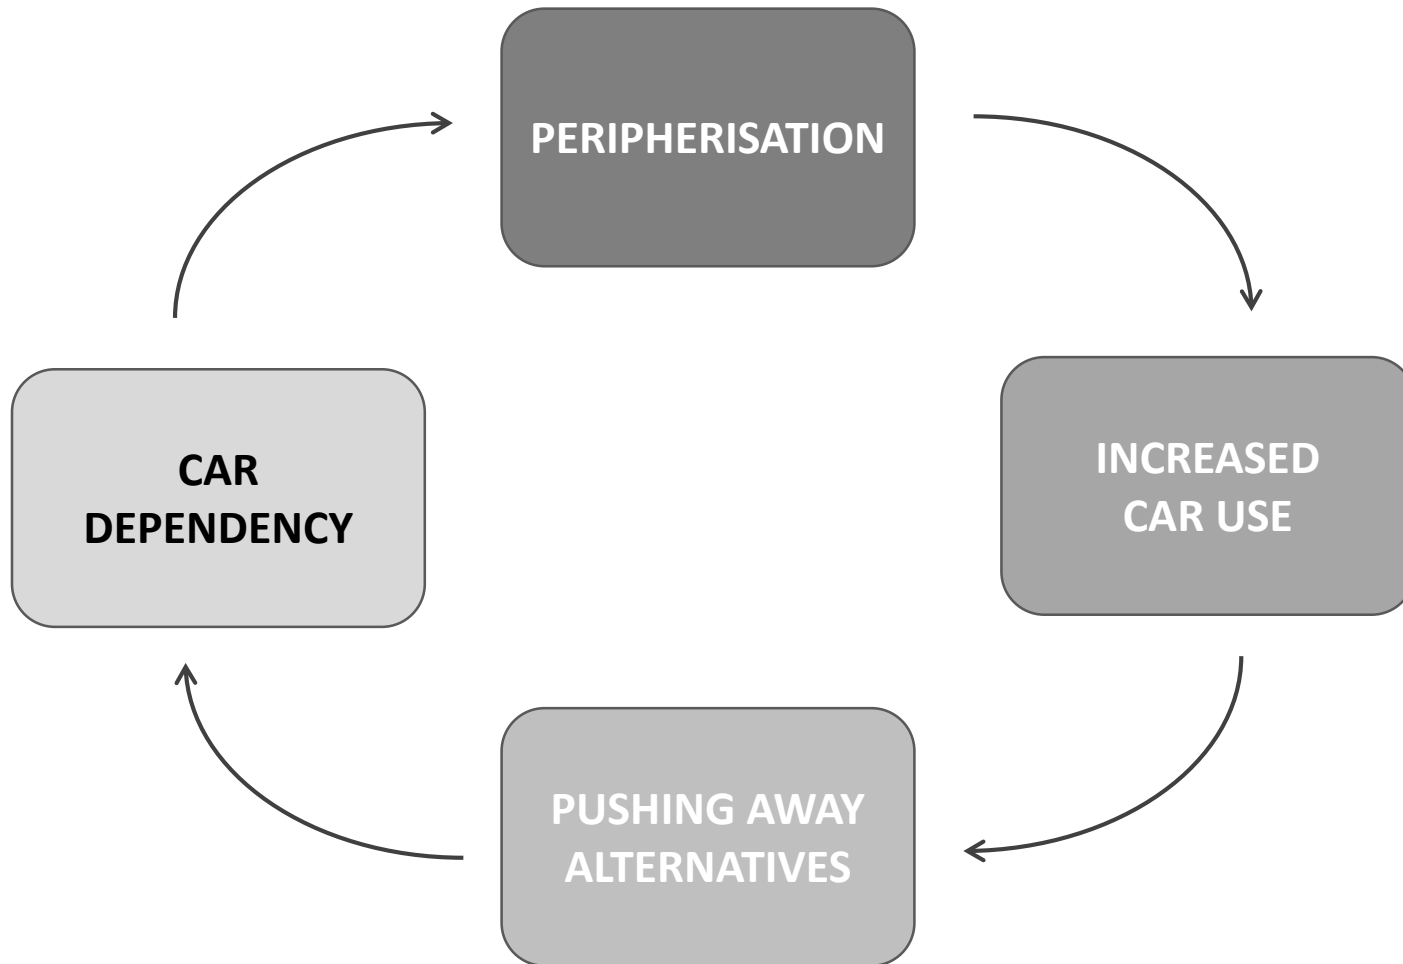 PERIPHERISATION
INCREASED
CAR USE
PUSHING AWAY
ALTERNATIVES
CAR
DEPENDENCY